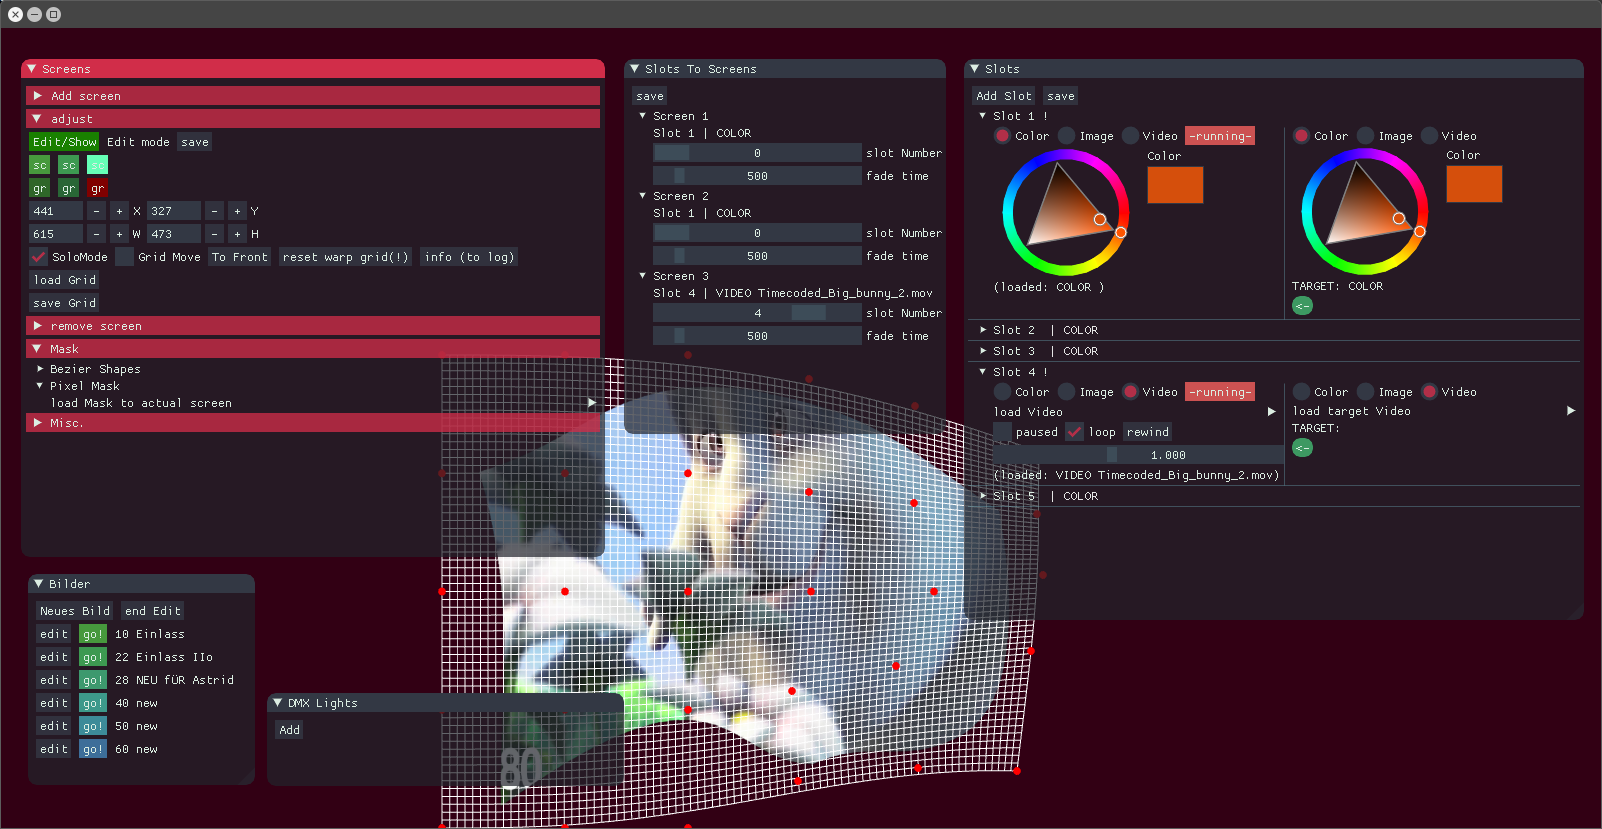 Screens
Add screen
adjust
Edit/Show Edit mode save
sc sc sc
gr gr gr
441 - + X 327 - + Y
615 - + W 473 - + H
SoloMode Grid Move To Front reset warp grid(!) info (to log)
load Grid
save Grid
remove screen
Mask
Bezier Shapes
Pixel Mask
load Mask to actual screen
Misc.
Slots To Screens
save
Screen 1
Slot 1 | COLOR
0 slot Number
500 fade time
Screen 2
Slot 1 | COLOR
0 slot Number
500 fade time
Screen 3
Slot 4 | VIDEO Timecoded_Big_bunny_2.mov
4 slot Number
500 fade time
Slots
Add Slot save
Slot 1 !
Color Image Video -running-
Color
(loaded: COLOR )
Color Image Video
Color
TARGET: COLOR
<-
Slot 2 | COLOR
Slot 3 | COLOR
Slot 4 !
Color Image Video -running-
load Video
paused loop rewind
1.000
(loaded: VIDEO Timecoded_Big_bunny_2.mov)
Color Image Video
load target Video
TARGET:
<-
Slot 5 | COLOR
Bilder
Neues Bild end Edit
edit go! 10 Einlass
edit go! 22 Einlass IIo
edit go! 28 NEU fÜR Astrid
edit go! 40 new
edit go! 50 new
edit go! 60 new
DMX Lights
Add
80